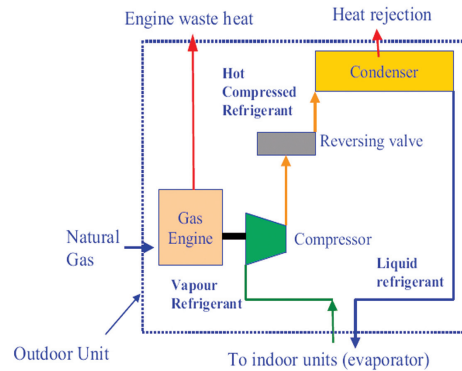 Engine waste heat
Heat rejection
Hot
Compressed
Refrigerant
Condenser
Reversing valve
Gas
Engine
Natural
Gas
Compressor
Vapour
Refrigerant
Liquid
refrigerant
Outdoor Unit
To indoor units (evaporator)